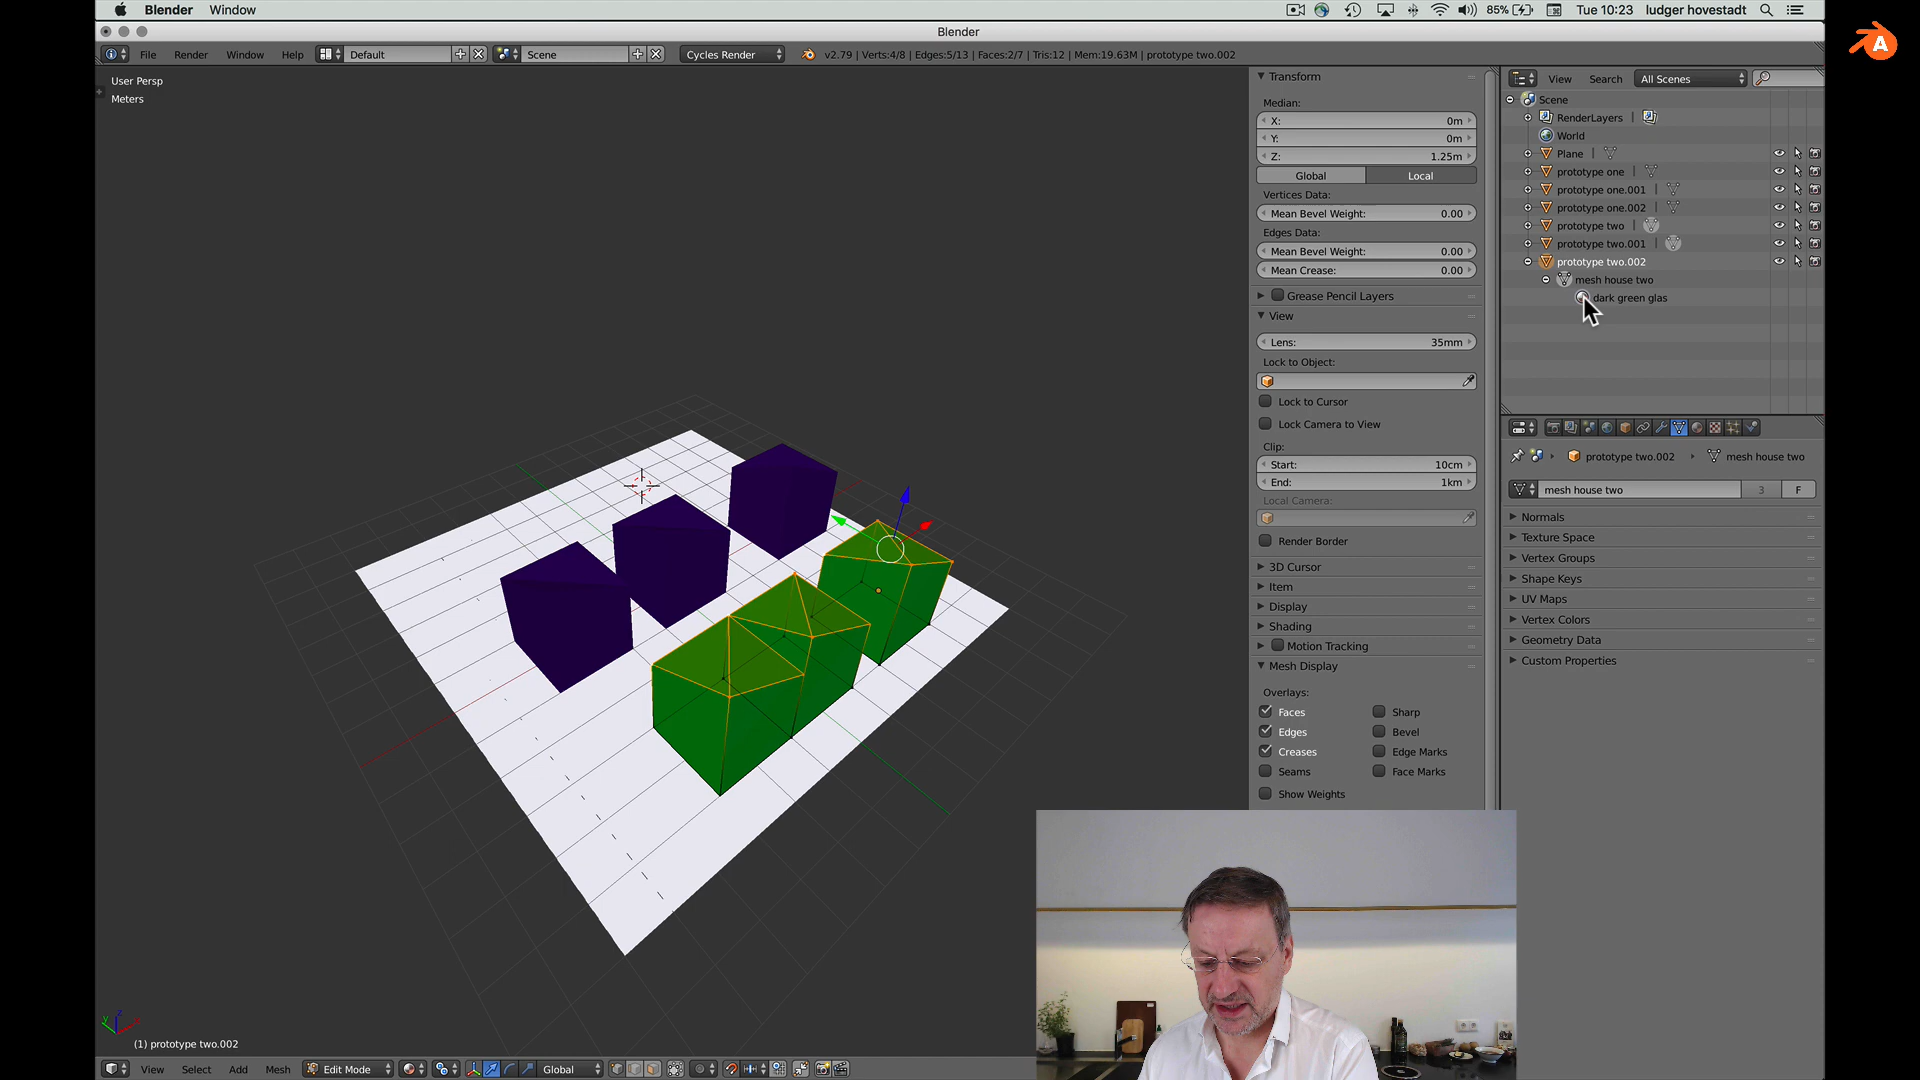 Blender Window
85% Tue 10:23 ludger hovestadt
Blender
File Render Window Help Default Scene Cycles Render v2.79 | Verts:4/8 | Edges:5/13 | Faces:2/7 | Tris:12 | Mem:19.63M | prototype two.002
User Persp
Meters
Transform
Median:
X: 0m
Y: 0m
Z: 1.25m
Global Local
Vertices Data:
Mean Bevel Weight: 0.00
Edges Data:
Mean Bevel Weight: 0.00
Mean Crease: 0.00
Grease Pencil Layers
View
Lens: 35mm
Lock to Object:
Lock to Cursor
Lock Camera to View
Clip:
Start: 10cm
End: 1km
Local Camera:
Render Border
3D Cursor
Item
Display
Shading
Motion Tracking
Mesh Display
Overlays:
Faces Sharp
Edges Bevel
Creases Edge Marks
Seams Face Marks
Show Weights
View Search All Scenes
Scene
RenderLayers |
World
Plane |
prototype one |
prototype one.001 |
prototype one.002 |
prototype two |
prototype two.001 |
prototype two.002
mesh house two
dark green glas
prototype two.002 mesh house two
mesh house two 3 F
Normals
Texture Space
Vertex Groups
Shape Keys
UV Maps
Vertex Colors
Geometry Data
Custom Properties
(1) prototype two.002
View Select Add Mesh Edit Mode Global
A